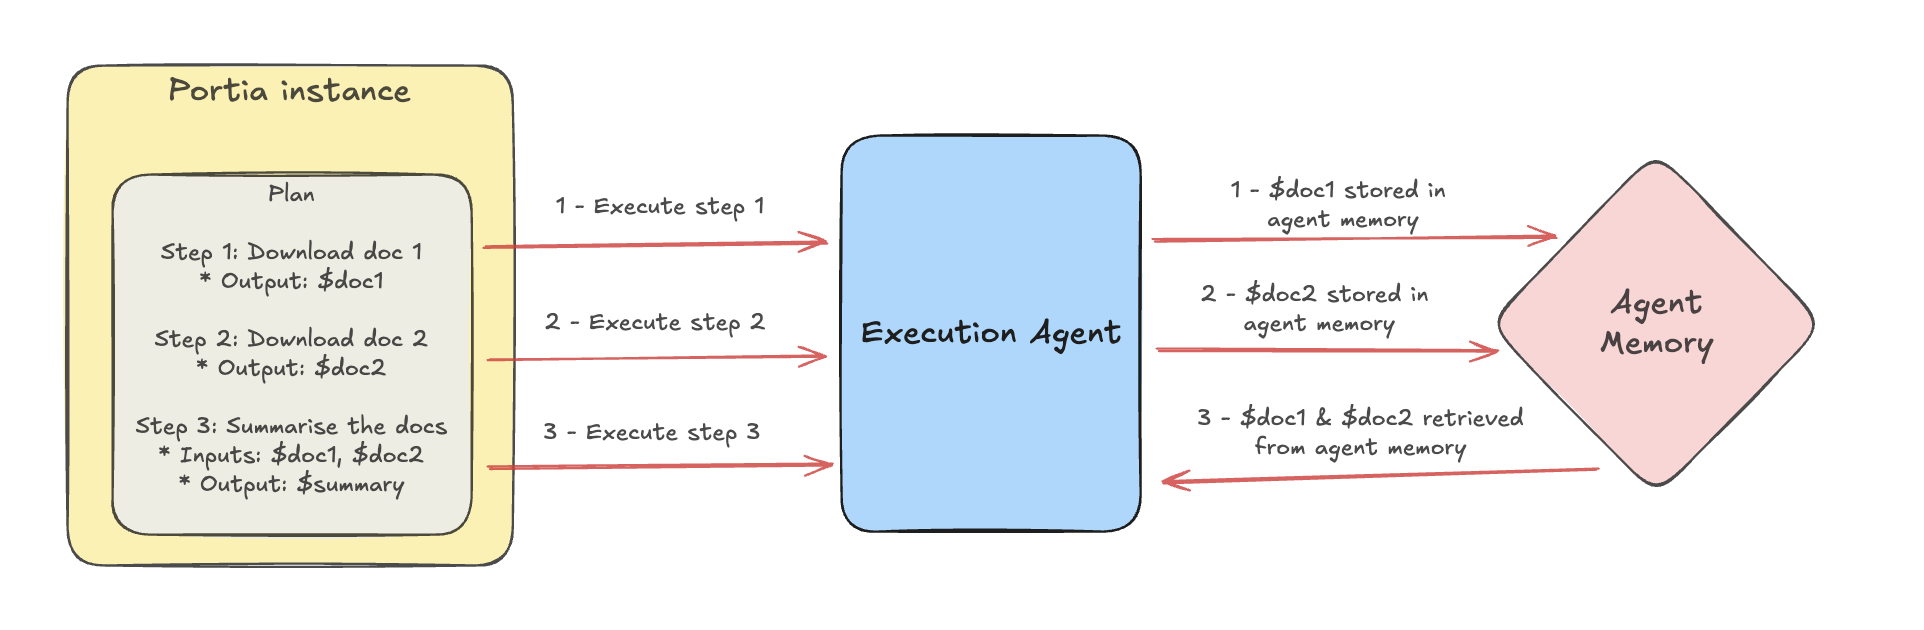 Portia instance
Plan
Step 1: Download doc 1
* Output: $doc1
Step 2: Download doc 2
* Output: $doc2
Step 3: Summarise the docs
* Inputs: $doc1, $doc2
* Output: $summary
1 - Execute step 1
2 - Execute step 2
3 - Execute step 3
Execution Agent
1 - $doc1 stored in
agent memory
2 - $doc2 stored in
agent memory
3 - $doc1 & $doc2 retrieved
from agent memory
Agent
Memory